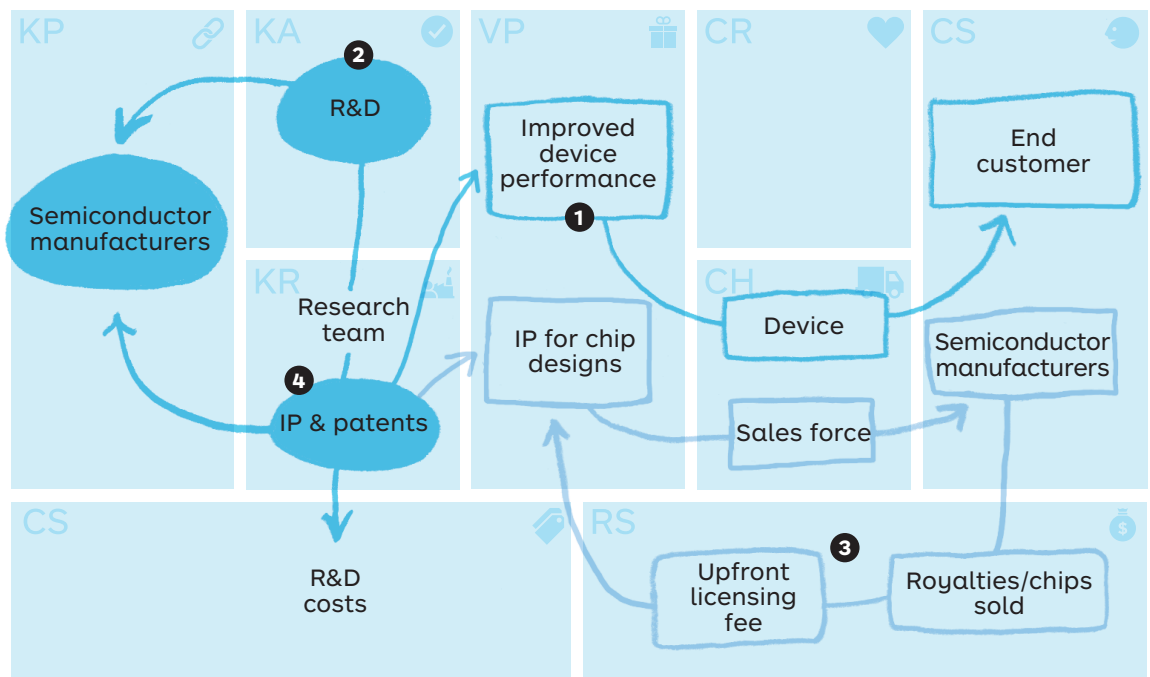 KP
KA
VP
CR
CS
2
R&D
Improved
device
performance
1
End
customer
Semiconductor
manufacturers
KR
Research
team
4
IP & patents
IP for chip
designs
CH
Device
Sales force
Semiconductor
manufacturers
CS
R&D
costs
RS
$
3
Upfront
licensing
fee
Royalties/chips
sold